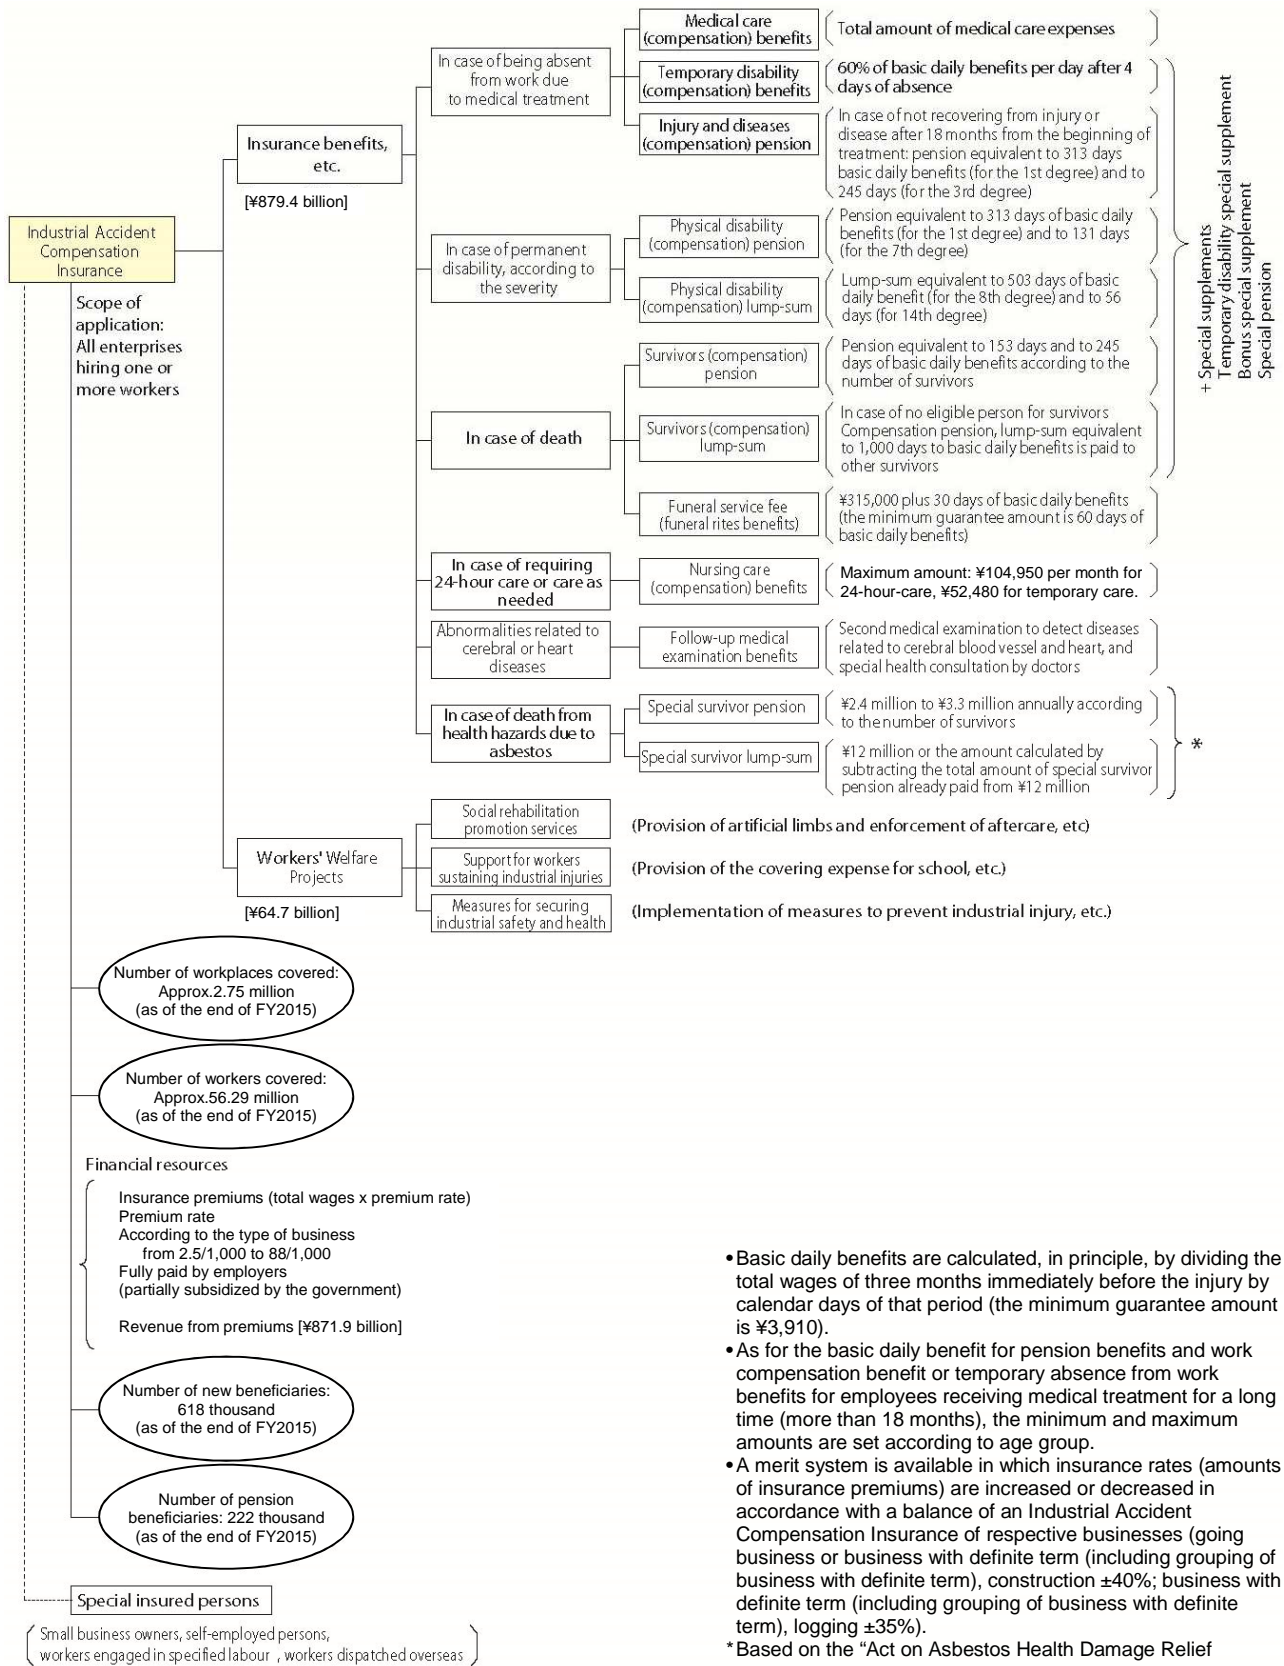 Medical care
(compensation) benefits
Total amount of medical care expenses
In case of being absent
from work due
to medical treatment
Temporary disability
(compensation) benefits
60% of basic daily benefits per day after 4
days of absence
Injury and diseases
(compensation) pension
In case of not recovering from injury or
disease after 18 months from the beginning of
treatment: pension equivalent to 313 days
basic daily benefits (for the 1st degree) and to
245 days (for the 3rd degree)
Insurance benefits,
etc.
[¥879.4 billion]
Industrial Accident
Compensation
Insurance
Scope of
application:
All enterprises
hiring one or
more workers
In case of permanent
disability, according to
the severity
Physical disability
(compensation) pension
Pension equivalent to 313 days of basic daily
benefits (for the 1st degree) and to 131 days
(for the 7th degree)
Physical disability
(compensation) lump-sum
Lump-sum equivalent to 503 days of basic
daily benefit (for the 8th degree) and to 56
days (for 14th degree)
+ Special supplements
Temporary disability special supplement
Bonus special supplement
Special pension
In case of death
Survivors (compensation)
pension
Pension equivalent to 153 days and to 245
days of basic daily benefits according to the
number of survivors
Survivors (compensation)
lump-sum
In case of no eligible person for survivors
Compensation pension, lump-sum equivalent
to 1,000 days to basic daily benefits is paid to
other survivors
Funeral service fee
(funeral rites benefits)
¥315,000 plus 30 days of basic daily benefits
(the minimum guarantee amount is 60 days of
basic daily benefits)
In case of requiring
24-hour care or care as
needed
Nursing care
(compensation) benefits
Maximum amount: ¥104,950 per month for
24-hour-care, ¥52,480 for temporary care.
Abnormalities related to
cerebral or heart
diseases
Follow-up medical
examination benefits
Second medical examination to detect diseases
related to cerebral blood vessel and heart, and
special health consultation by doctors
In case of death from
health hazards due to
asbestos
Special survivor pension
¥2.4 million to ¥3.3 million annually according
to the number of survivors
Special survivor lump-sum
¥12 million or the amount calculated by
subtracting the total amount of special survivor
pension already paid from ¥12 million
*
Workers' Welfare
Projects
[¥64.7 billion]
Social rehabilitation
promotion services
(Provision of artificial limbs and enforcement of aftercare, etc)
Support for workers
sustaining industrial injuries
(Provision of the covering expense for school, etc.)
Measures for securing
industrial safety and health
(Implementation of measures to prevent industrial injury, etc.)
Number of workplaces covered:
Approx.2.75 million
(as of the end of FY2015)
Number of workers covered:
Approx.56.29 million
(as of the end of FY2015)
Financial resources
Insurance premiums (total wages x premium rate)
Premium rate
According to the type of business
from 2.5/1,000 to 88/1,000
Fully paid by employers
(partially subsidized by the government)
Revenue from premiums [¥871.9 billion]
Number of new beneficiaries:
618 thousand
(as of the end of FY2015)
Number of pension
beneficiaries: 222 thousand
(as of the end of FY2015)
Special insured persons
Small business owners, self-employed persons,
workers engaged in specified labour , workers dispatched overseas
•Basic daily benefits are calculated, in principle, by dividing the
total wages of three months immediately before the injury by
calendar days of that period (the minimum guarantee amount
is ¥3,910).
•As for the basic daily benefit for pension benefits and work
compensation benefit or temporary absence from work
benefits for employees receiving medical treatment for a long
time (more than 18 months), the minimum and maximum
amounts are set according to age group.
•A merit system is available in which insurance rates (amounts
of insurance premiums) are increased or decreased in
accordance with a balance of an Industrial Accident
Compensation Insurance of respective businesses (going
business or business with definite term (including grouping of
business with definite term), construction ±40%; business with
definite term (including grouping of business with definite
term), logging ±35%).
*Based on the “Act on Asbestos Health Damage Relief